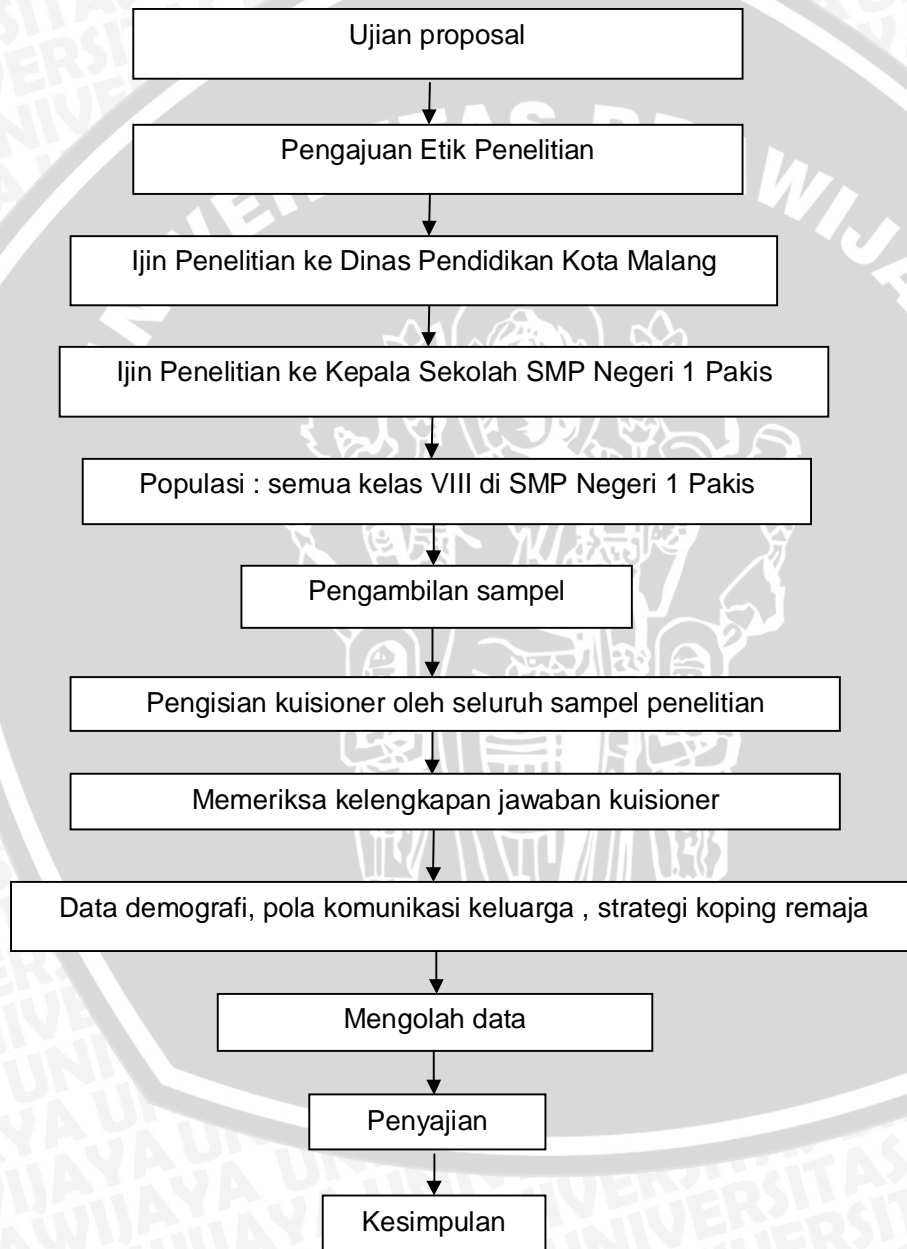 Ujian proposal
Pengajuan Etik Penelitian
Ijin Penelitian ke Dinas Pendidikan Kota Malang
Ijin Penelitian ke Kepala Sekolah SMP Negeri 1 Pakis
Populasi : semua kelas VIII di SMP Negeri 1 Pakis
Pengambilan sampel
Pengisian kuisioner oleh seluruh sampel penelitian
Memeriksa kelengkapan jawaban kuisioner
Data demografi, pola komunikasi keluarga , strategi koping remaja
Mengolah data
Penyajian
Kesimpulan